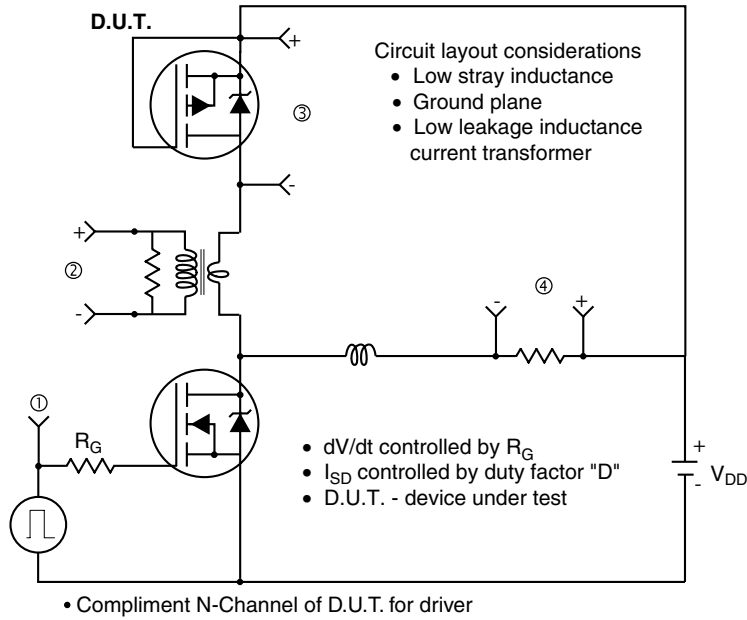 D.U.T.
+
Circuit layout considerations
• Low stray inductance
• Ground plane
• Low leakage inductance
current transformer
③
-
+
②
-
④
-
+
①
R_G
• dV/dt controlled by R_G
• I_SD controlled by duty factor "D"
• D.U.T. - device under test
+
-
V_DD
• Compliment N-Channel of D.U.T. for driver